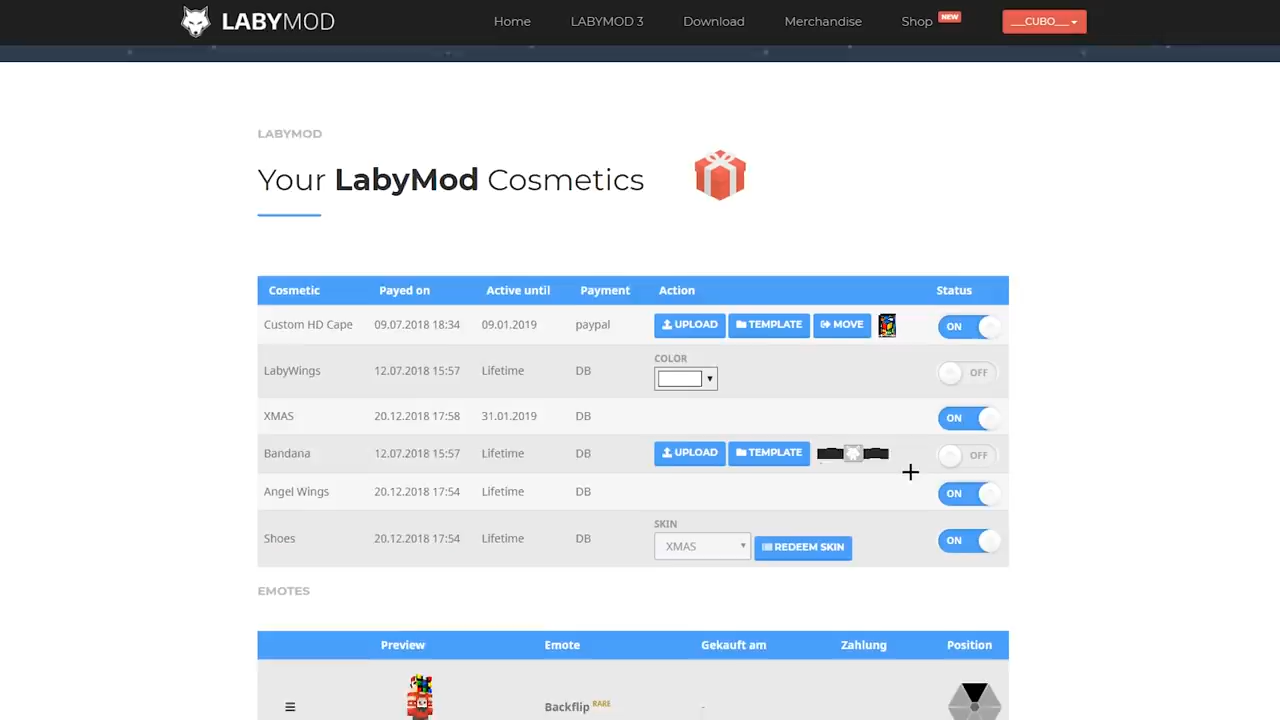 LABYMOD Home LABYMOD 3 Download Merchandise Shop NEW ___CUBO___
LABYMOD
Your LabyMod Cosmetics
Cosmetic Payed on Active until Payment Action Status
Custom HD Cape 09.07.2018 18:34 09.01.2019 paypal UPLOAD TEMPLATE MOVE ON
COLOR
LabyWings 12.07.2018 15:57 Lifetime DB OFF
XMAS 20.12.2018 17:58 31.01.2019 DB ON
Bandana 12.07.2018 15:57 Lifetime DB UPLOAD TEMPLATE OFF
Angel Wings 20.12.2018 17:54 Lifetime DB ON
SKIN
Shoes 20.12.2018 17:54 Lifetime DB XMAS REDEEM SKIN ON
EMOTES
Preview Emote Gekauft am Zahlung Position
Backflip RARE -